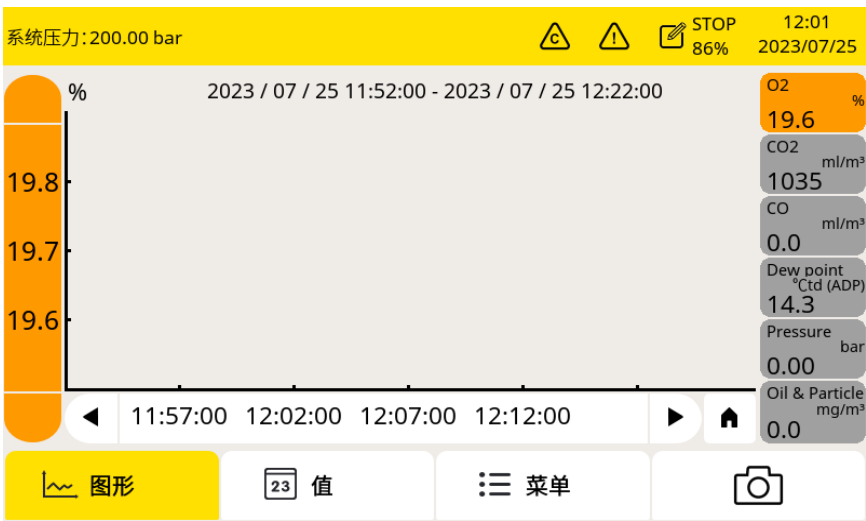 系统压力:200.00 bar
C
!
STOP
86%
12:01
2023/07/25
%
2023 / 07 / 25 11:52:00 - 2023 / 07 / 25 12:22:00
19.8
19.7
19.6
O2
%
19.6
CO2
ml/m³
1035
CO
ml/m³
0.0
Dew point
°Ctd (ADP)
14.3
Pressure
bar
0.00
Oil & Particle
mg/m³
0.0
11:57:00 12:02:00 12:07:00 12:12:00
图形
23 值
菜单